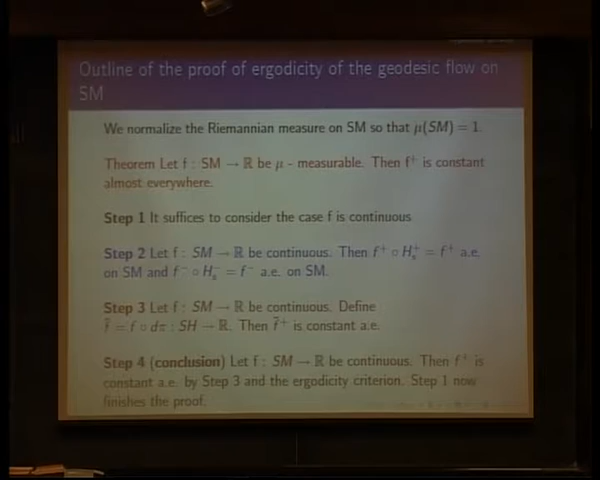 Outline of the proof of ergodicity of the geodesic flow on
SM
We normalize the Riemannian measure on SM so that μ(SM) = 1.
Theorem Let f : SM → ℝ be μ - measurable. Then f⁺ is constant
almost everywhere.
Step 1 It suffices to consider the case f is continuous
Step 2 Let f : SM → ℝ be continuous. Then f⁺ ∘ Hₛ⁺ = f⁺ a.e.
on SM and f⁻ ∘ Hₛ⁻ = f⁻ a.e. on SM.
Step 3 Let f : SM → ℝ be continuous. Define
f̃ = f ∘ dπ : SH → ℝ. Then f̃⁺ is constant a.e.
Step 4 (conclusion) Let f : SM → ℝ be continuous. Then f⁺ is
constant a.e. by Step 3 and the ergodicity criterion. Step 1 now
finishes the proof.